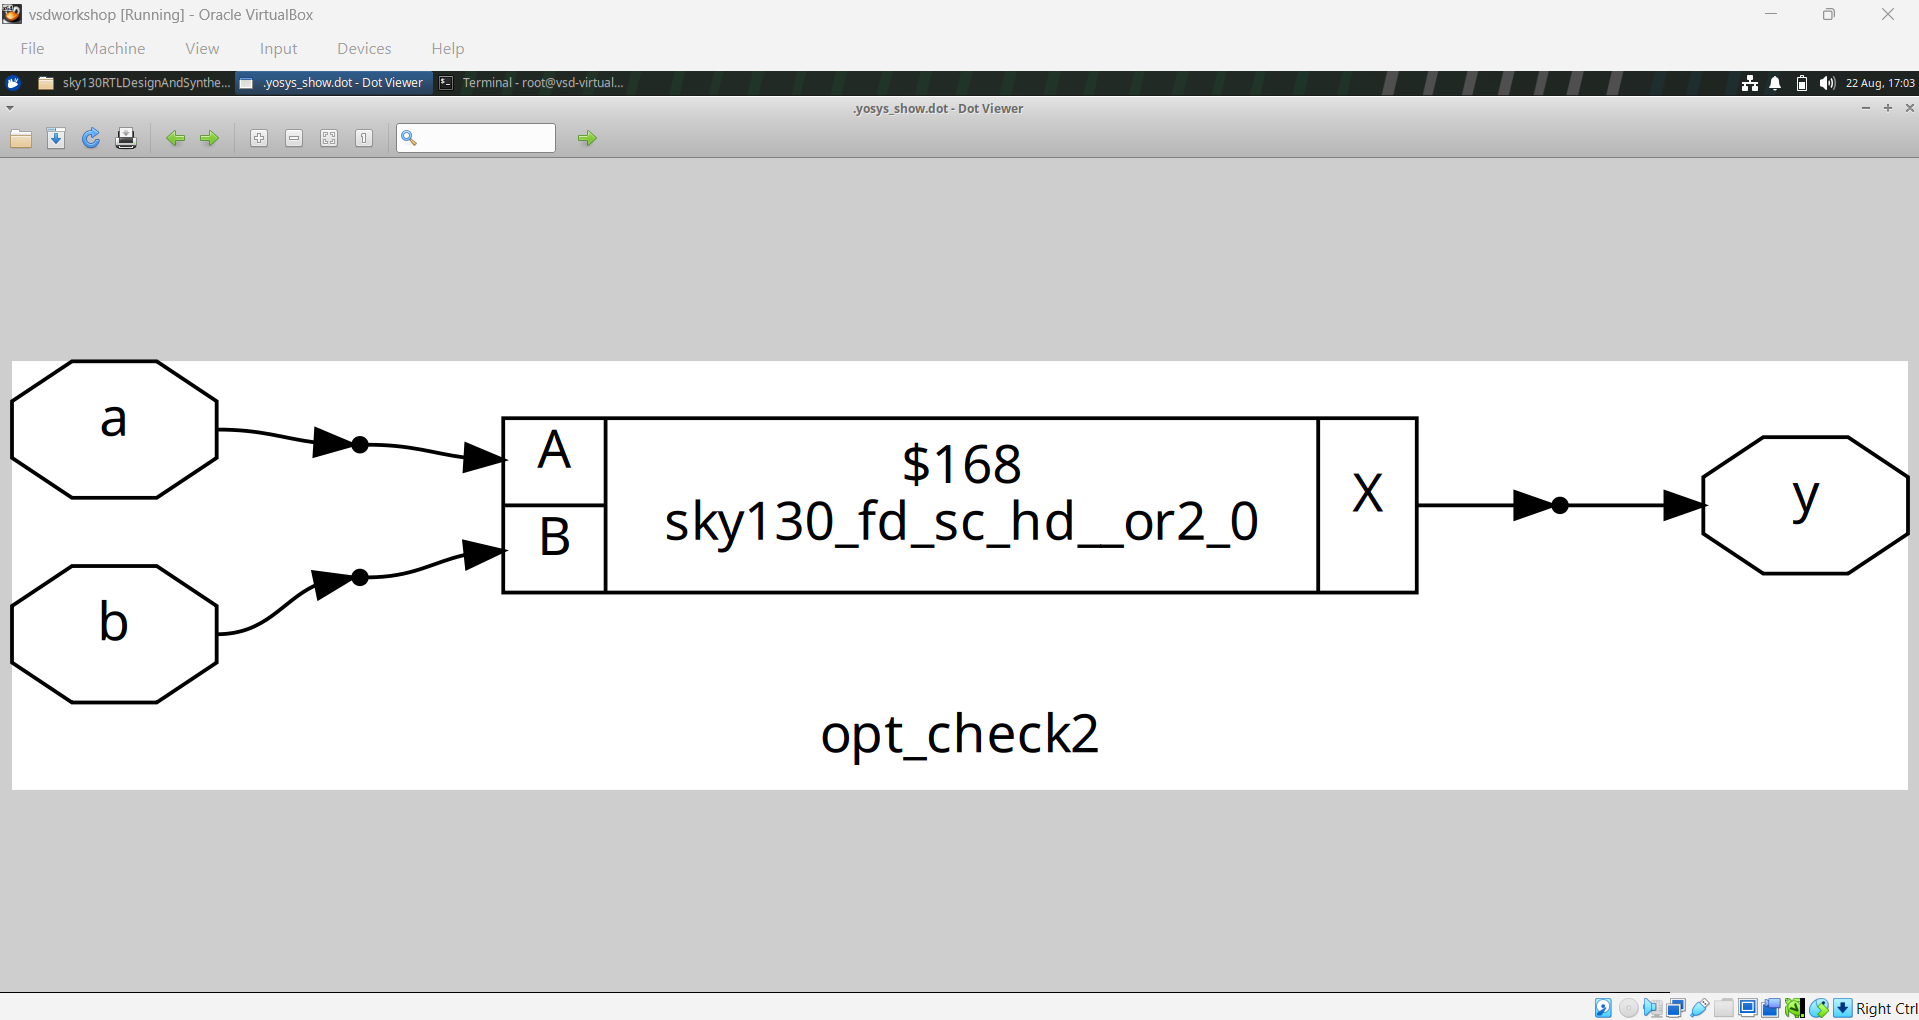 vsdworkshop [Running] - Oracle VirtualBox
File Machine View Input Devices Help
sky130RTLDesignAndSynthe... .yosys_show.dot - Dot Viewer Terminal - root@vsd-virtual... 22 Aug, 17:03
.yosys_show.dot - Dot Viewer
a
b
A
B
$168
sky130_fd_sc_hd__or2_0
X
y
opt_check2
Right Ctrl